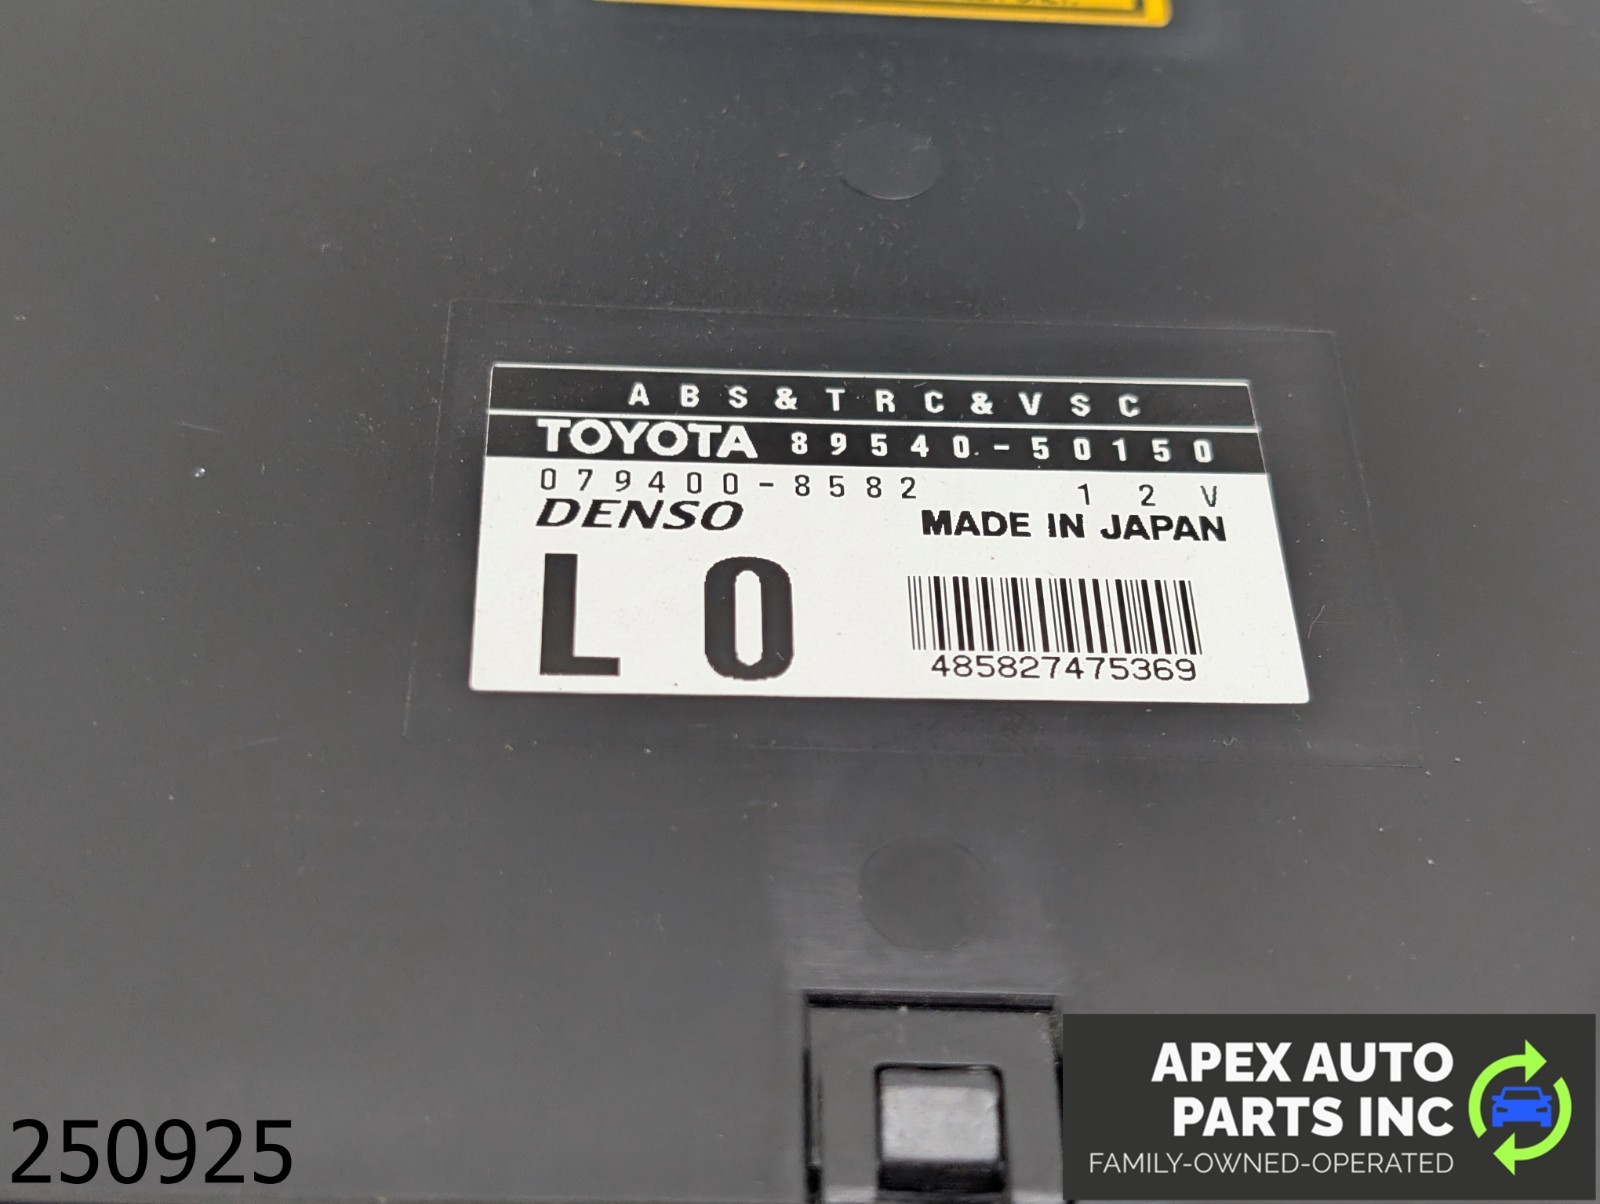 ABS&TRC&VSC
TOYOTA 89540-50150
079400-8582 12V
DENSO MADE IN JAPAN
L0
485827475369
250925
APEX AUTO
PARTS INC
FAMILY-OWNED-OPERATED